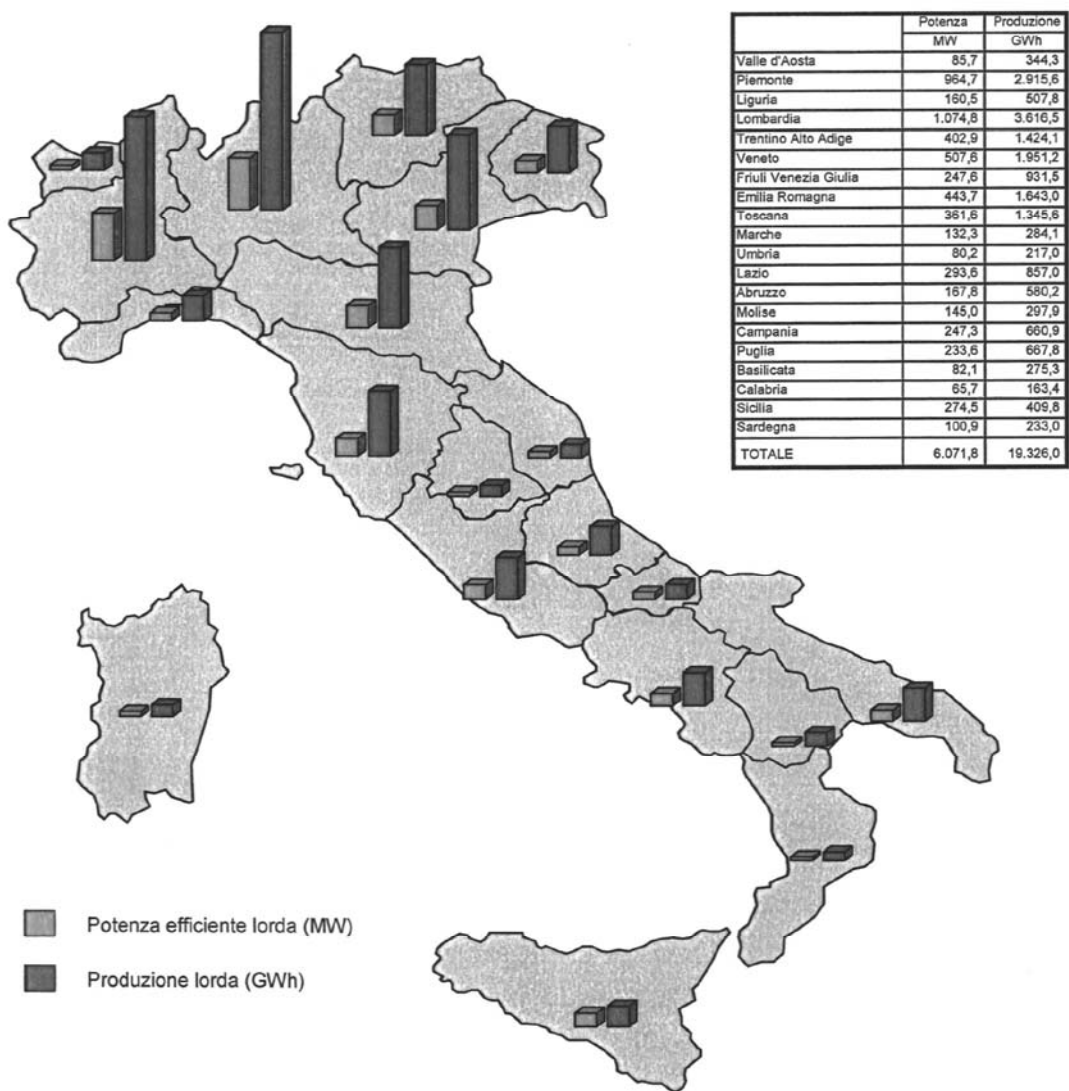 Potenza Produzione
MW GWh
Valle d'Aosta 85,7 344,3
Piemonte 964,7 2.915,6
Liguria 160,5 507,8
Lombardia 1.074,8 3.616,5
Trentino Alto Adige 402,9 1.424,1
Veneto 507,6 1.951,2
Friuli Venezia Giulia 247,6 931,5
Emilia Romagna 443,7 1.643,0
Toscana 361,6 1.345,6
Marche 132,3 284,1
Umbria 80,2 217,0
Lazio 293,6 857,0
Abruzzo 167,8 580,2
Molise 145,0 297,9
Campania 247,3 660,9
Puglia 233,6 667,8
Basilicata 82,1 275,3
Calabria 65,7 163,4
Sicilia 274,5 409,8
Sardegna 100,9 233,0
TOTALE 6.071,8 19.326,0
Potenza efficiente lorda (MW)
Produzione lorda (GWh)